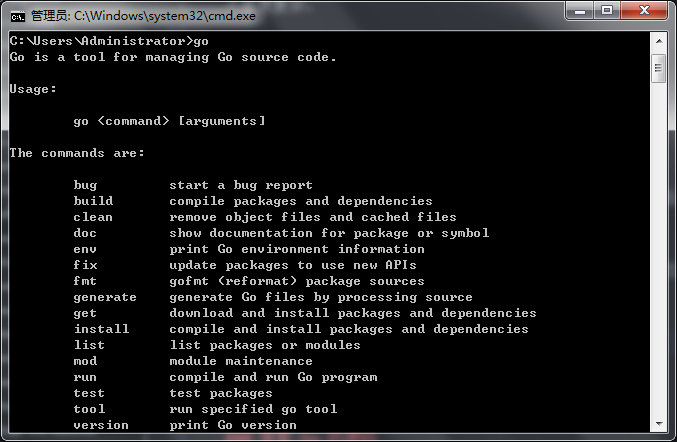 管理员: C:\Windows\system32\cmd.exe
C:\Users\Administrator>go
Go is a tool for managing Go source code.
Usage:
go <command> [arguments]
The commands are:
bug start a bug report
build compile packages and dependencies
clean remove object files and cached files
doc show documentation for package or symbol
env print Go environment information
fix update packages to use new APIs
fmt gofmt (reformat) package sources
generate generate Go files by processing source
get download and install packages and dependencies
install compile and install packages and dependencies
list list packages or modules
mod module maintenance
run compile and run Go program
test test packages
tool run specified go tool
version print Go version